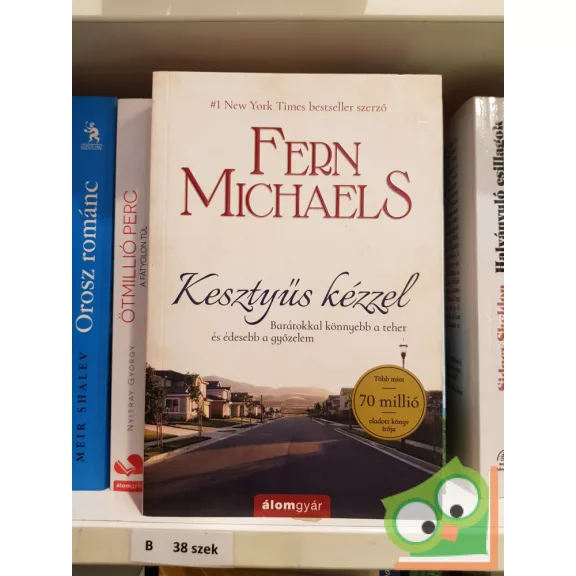 #1 New York Times bestseller szerző
FERN
MICHAELS
Kesztyűs kézzel
Barátokkal könnyebb a teher
és édesebb a győzelem
Több mint
70 millió
eladott könyv
írója
álomgyár
MEIR SHALEV
Orosz románc
NYITRAY GYÖRGY
ÖTMILLIÓ PERC
A FÁTYOLON TÚL
álomgyár
Sidney Sheldon
Halványuló csillagok
B 38 szek